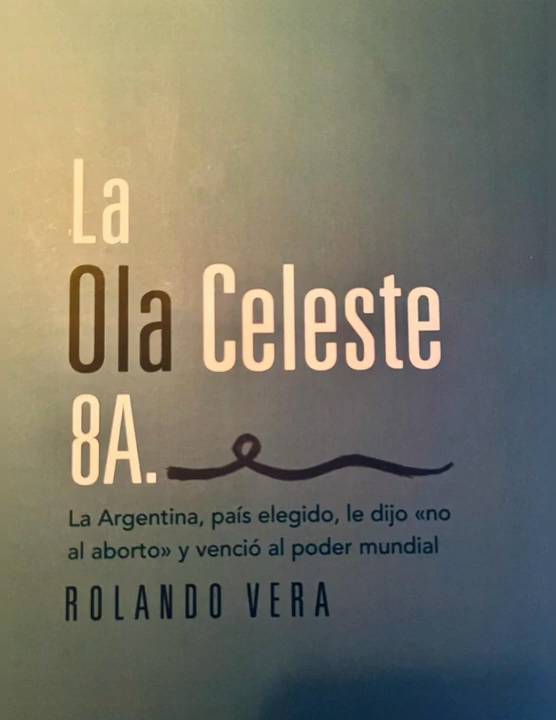 La
Ola Celeste
8A.
La Argentina, país elegido, le dijo «no
al aborto» y venció al poder mundial
ROLANDO VERA